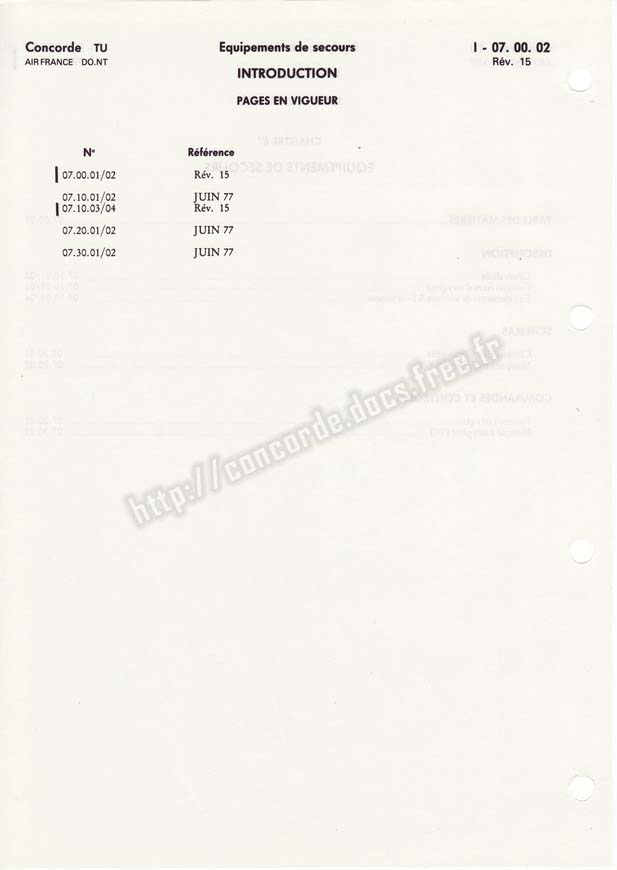 Concorde TU Equipements de secours I - 07. 00. 02
AIR FRANCE DO.NT INTRODUCTION Rév. 15
PAGES EN VIGUEUR
N° Référence
07.00.01/02 Rév. 15
07.10.01/02 JUIN 77
07.10.03/04 Rév. 15
07.20.01/02 JUIN 77
07.30.01/02 JUIN 77
http://concorde.docs.free.fr